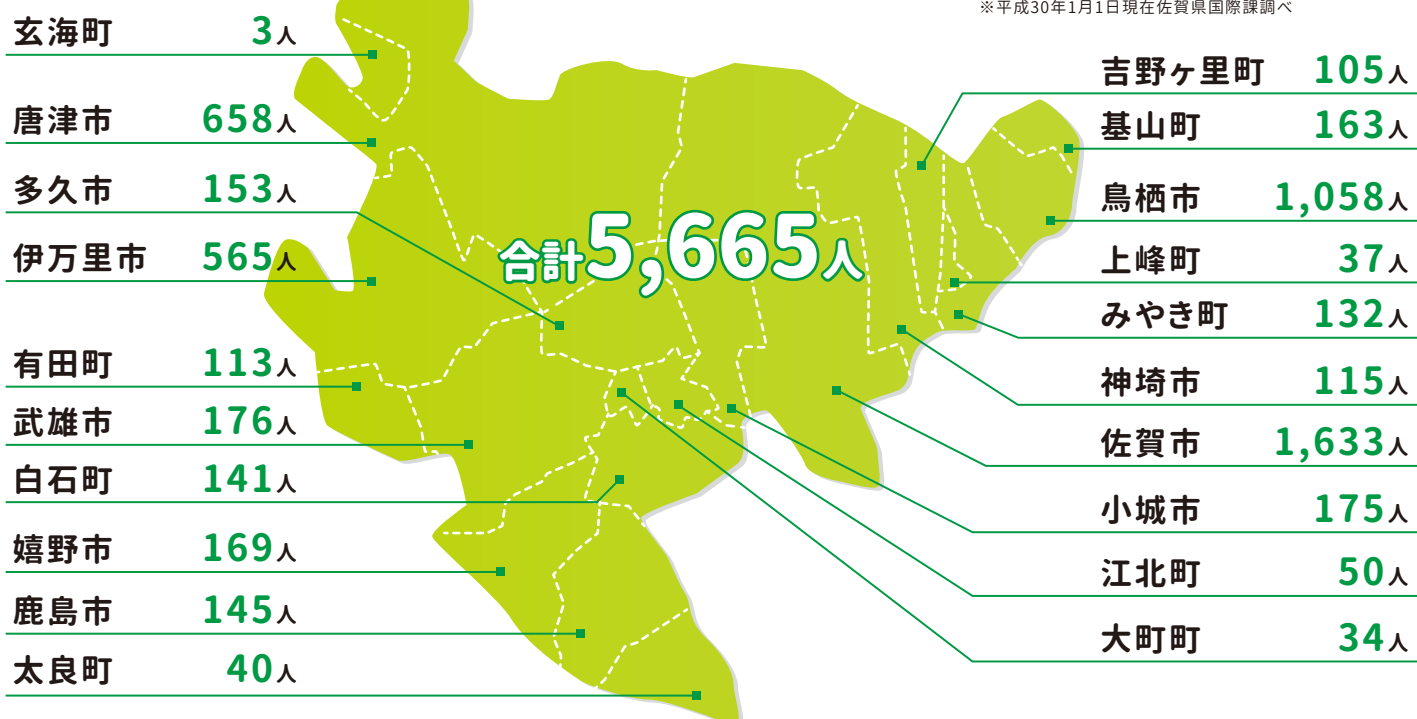 ※平成30年1月1日現在佐賀県国際課調べ
玄海町 3人
唐津市 658人
多久市 153人
伊万里市 565人
有田町 113人
武雄市 176人
白石町 141人
嬉野市 169人
鹿島市 145人
太良町 40人
合計5,665人
吉野ヶ里町 105人
基山町 163人
鳥栖市 1,058人
上峰町 37人
みやき町 132人
神埼市 115人
佐賀市 1,633人
小城市 175人
江北町 50人
大町町 34人